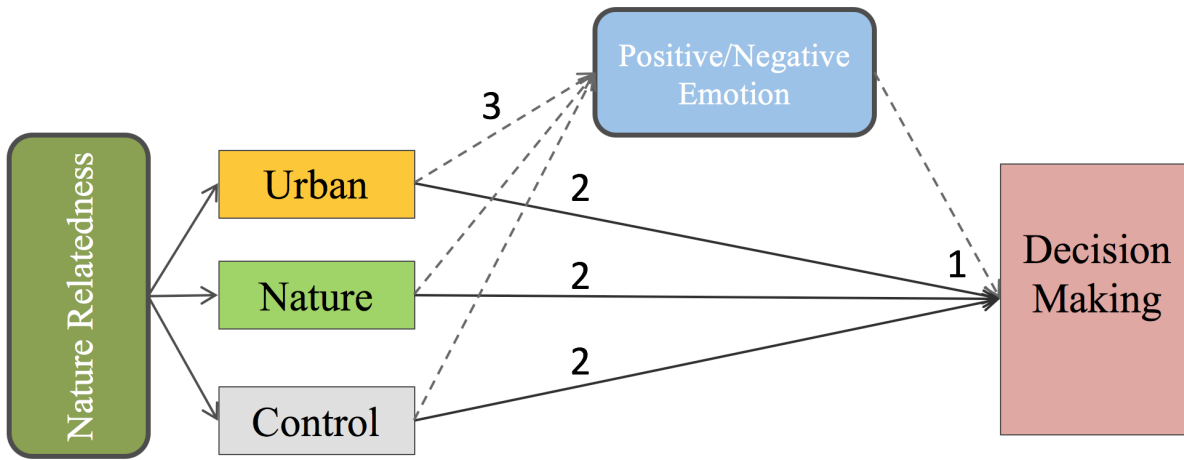 Nature Relatedness
Urban
Nature
Control
3
2
2
2
Positive/Negative
Emotion
1
Decision
Making